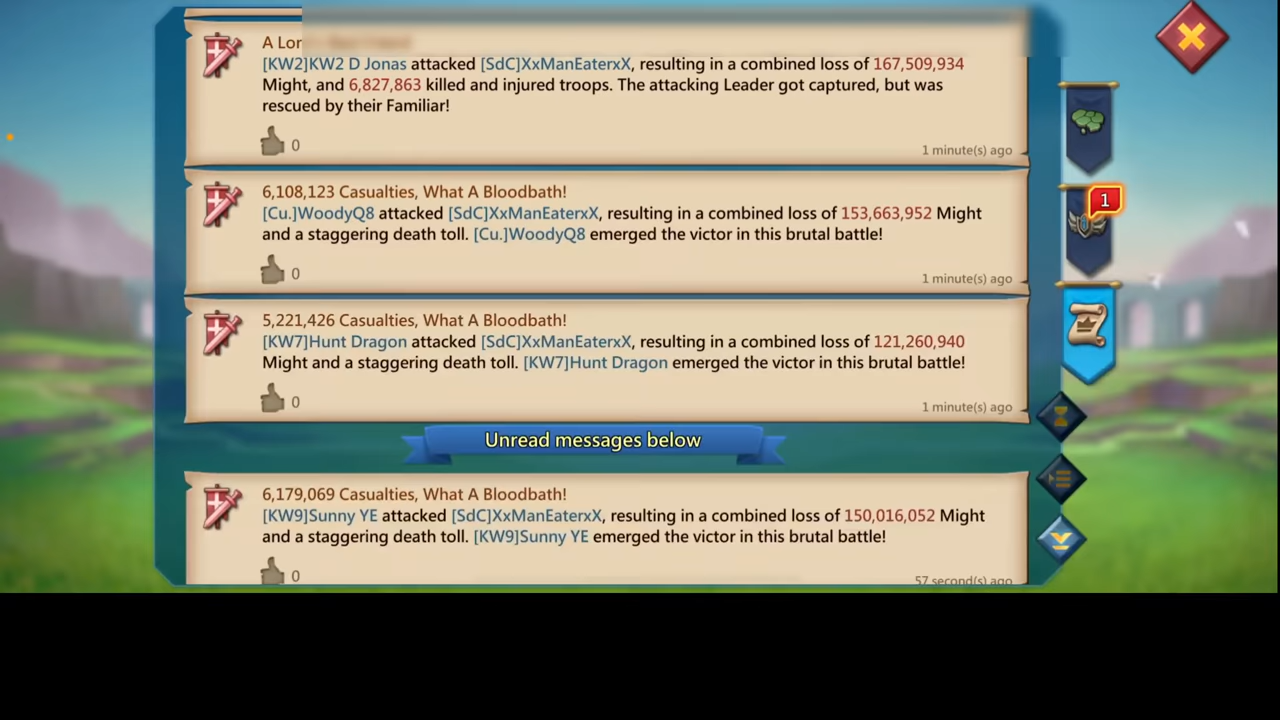 A Lor
[KW2]KW2 D Jonas attacked [SdC]XxManEaterxX, resulting in a combined loss of 167,509,934
Might, and 6,827,863 killed and injured troops. The attacking Leader got captured, but was
rescued by their Familiar!
0
1 minute(s) ago
6,108,123 Casualties, What A Bloodbath!
[Cu.]WoodyQ8 attacked [SdC]XxManEaterxX, resulting in a combined loss of 153,663,952 Might
and a staggering death toll. [Cu.]WoodyQ8 emerged the victor in this brutal battle!
0
1 minute(s) ago
1
5,221,426 Casualties, What A Bloodbath!
[KW7]Hunt Dragon attacked [SdC]XxManEaterxX, resulting in a combined loss of 121,260,940
Might and a staggering death toll. [KW7]Hunt Dragon emerged the victor in this brutal battle!
0
1 minute(s) ago
Unread messages below
6,179,069 Casualties, What A Bloodbath!
[KW9]Sunny YE attacked [SdC]XxManEaterxX, resulting in a combined loss of 150,016,052 Might
and a staggering death toll. [KW9]Sunny YE emerged the victor in this brutal battle!
0
57 second(s) ago